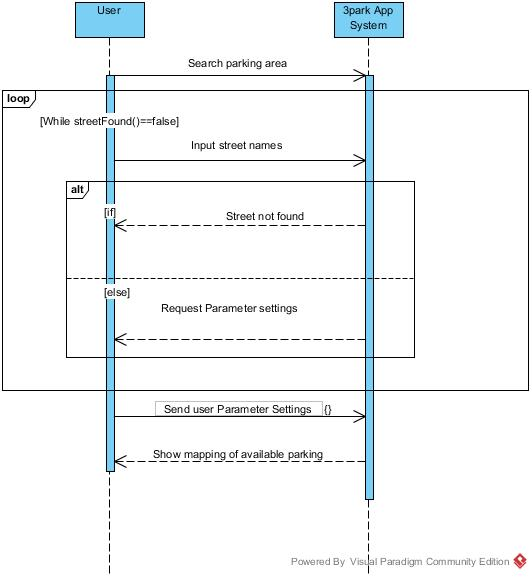 User
3park App
System
Search parking area
loop
[While streetFound()==false]
Input street names
alt
[if]
Street not found
[else]
Request Parameter settings
Send user Parameter Settings {}
Show mapping of available parking
Powered By Visual Paradigm Community Edition